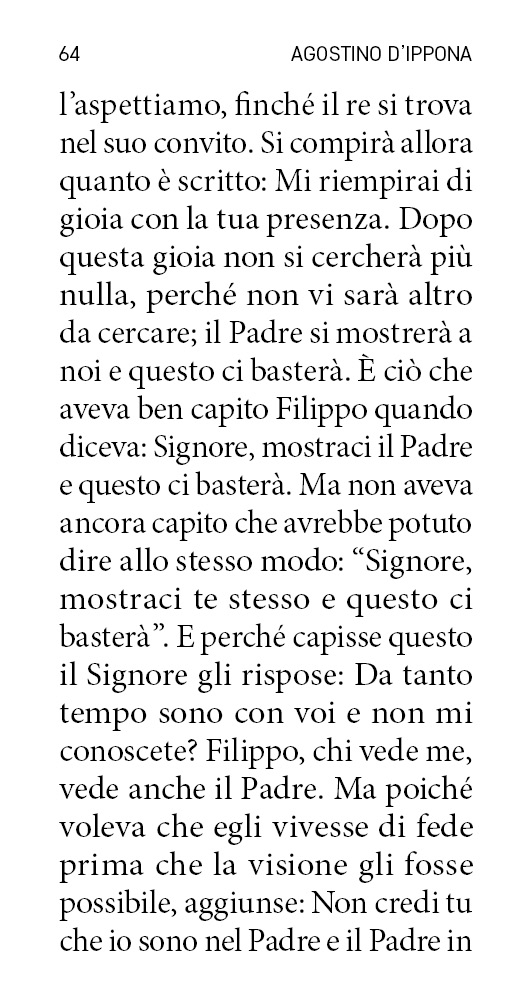 64
AGOSTINO D'IPPONA
l'aspettiamo, finché il re si trova
nel suo convito. Si compirà allora
quanto è scritto: Mi riempirai di
gioia con la tua presenza. Dopo
questa gioia non si cercherà più
nulla, perché non vi sarà altro
da cercare; il Padre si mostrerà a
noi e questo ci basterà. È ciò che
aveva ben capito Filippo quando
diceva: Signore, mostraci il Padre
e questo ci basterà. Ma non aveva
ancora capito che avrebbe potuto
dire allo stesso modo: “Signore,
mostraci te stesso e questo ci
basterà”. E perché capisse questo
il Signore gli rispose: Da tanto
tempo sono con voi e non mi
conoscete? Filippo, chi vede me,
vede anche il Padre. Ma poiché
voleva che egli vivesse di fede
prima che la visione gli fosse
possibile, aggiunse: Non credi tu
che io sono nel Padre e il Padre in